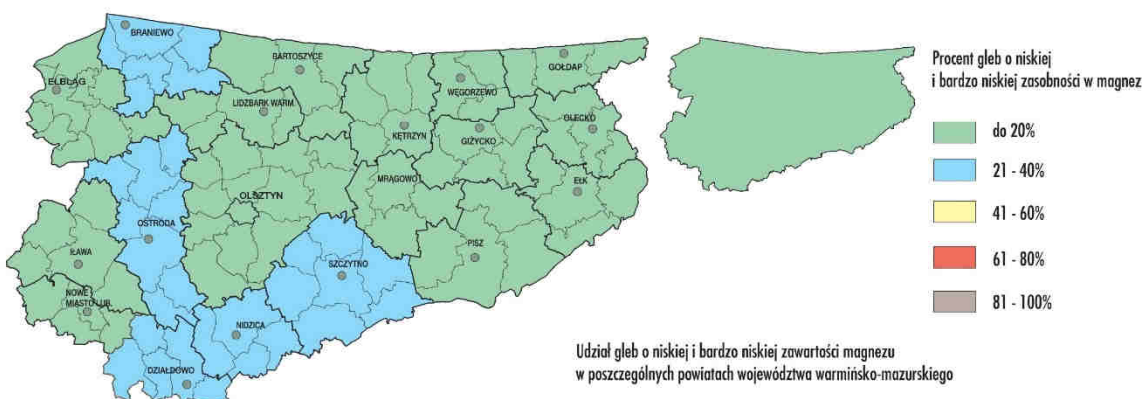 BRANIEWO
ELBLĄG
BARTOSZYCE
GOŁDAP
WĘGORZEWO
LIDZBARK WARM.
KĘTRZYN
GIŻYCKO
OLECKO
MRĄGOWO
EŁK
OLSZTYN
OSTRÓDA
IŁAWA
PISZ
SZCZYTNO
NOWE
MIASTO LUB.
NIDZICA
DZIAŁDOWO
Procent gleb o niskiej
i bardzo niskiej zasobności w magnez
do 20%
21 - 40%
41 - 60%
61 - 80%
81 - 100%
Udział gleb o niskiej i bardzo niskiej zawartości magnezu
w poszczególnych powiatach województwa warmińsko-mazurskiego